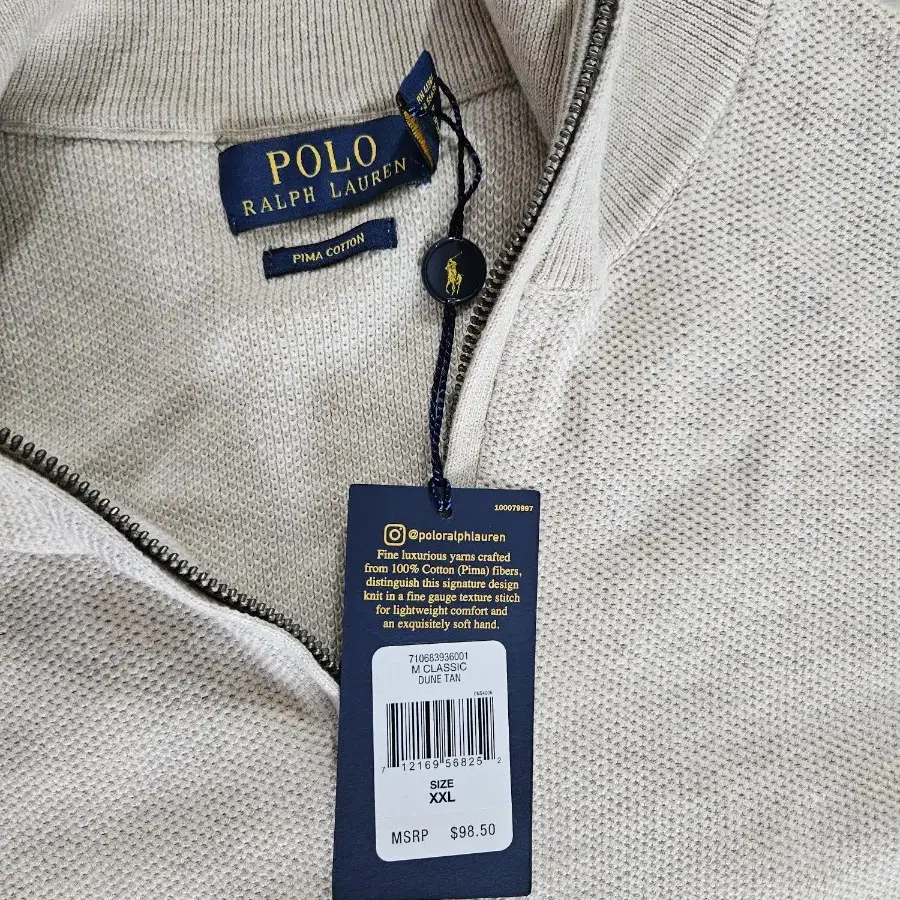 POLO
RALPH LAUREN
PIMA COTTON
100079997
@poloralphlauren
Fine luxurious yarns crafted
from 100% Cotton (Pima) fibers,
distinguish this signature design
knit in a fine gauge texture stitch
for lightweight comfort and
an exquisitely soft hand.
710683936001
M CLASSIC
DUNE TAN
7 12169 56825 2
SIZE
XXL
MSRP $98.50